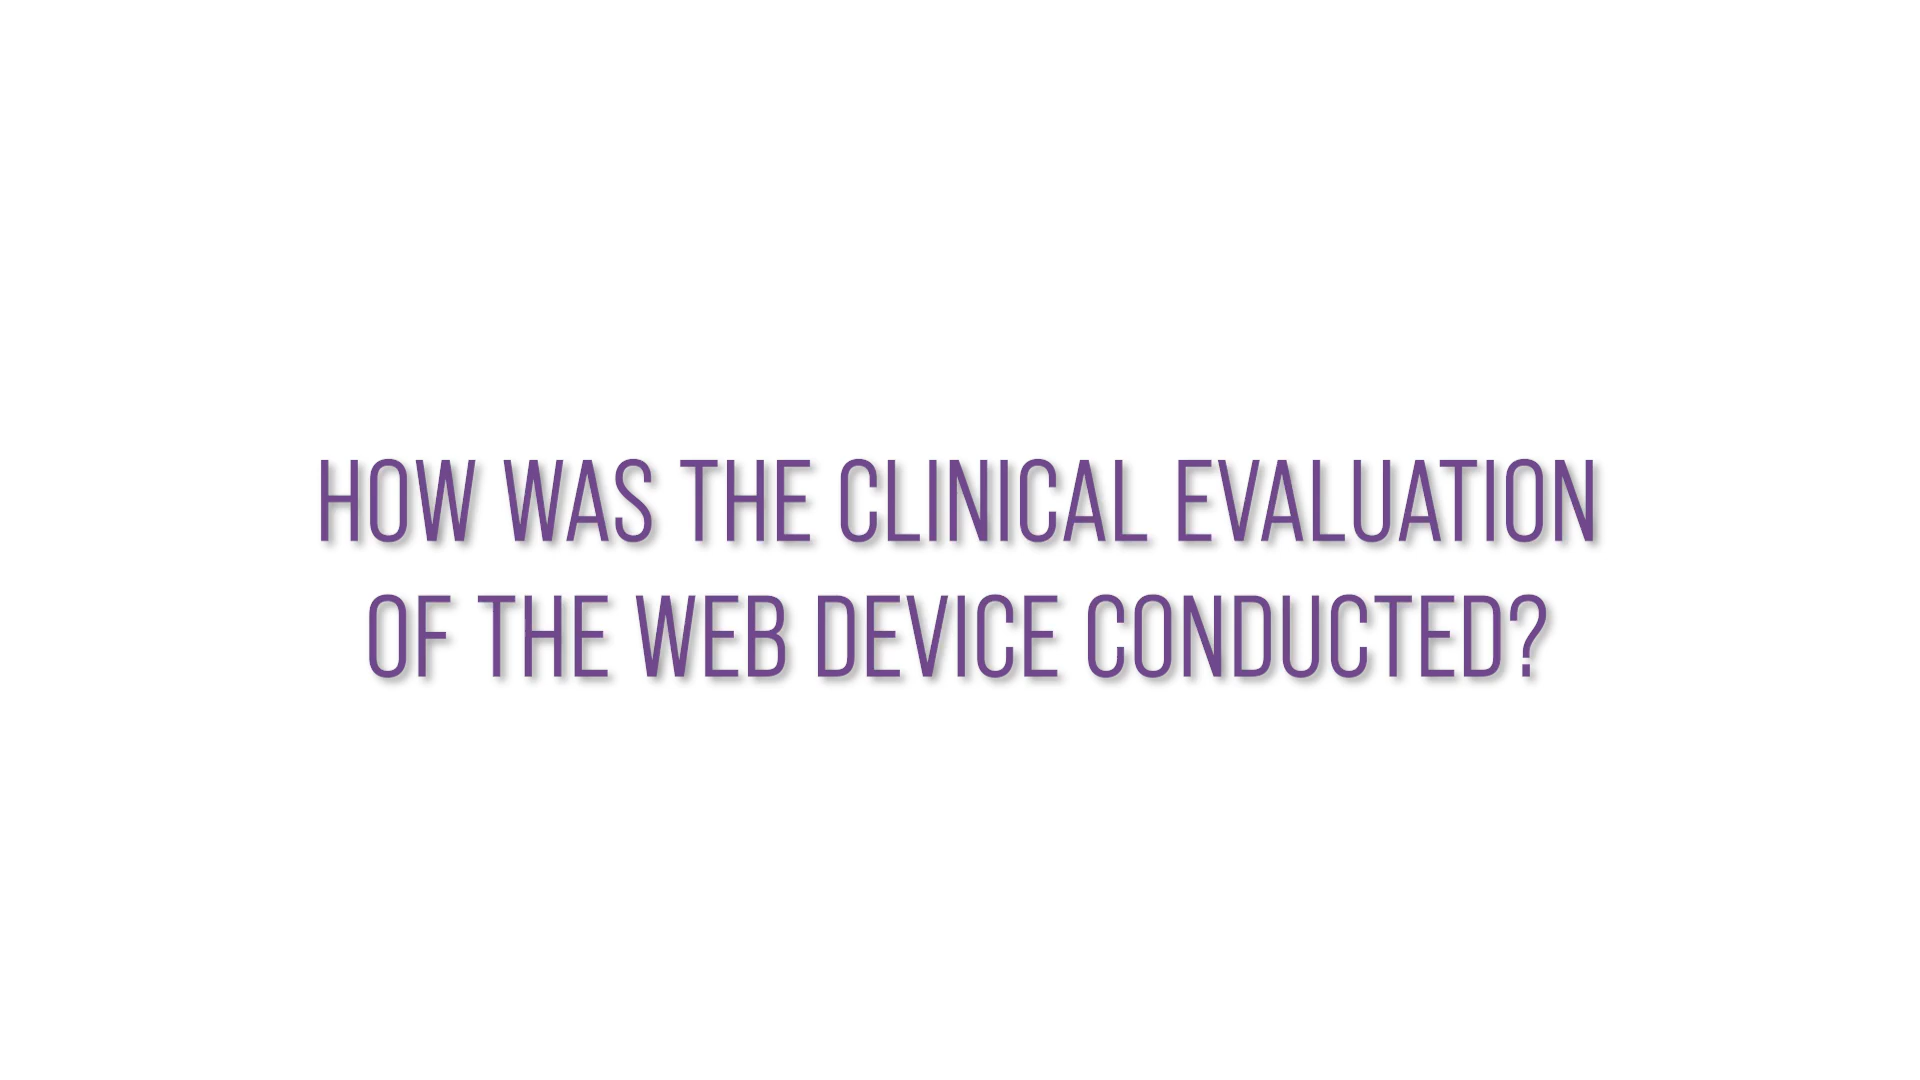 HOW WAS THE CLINICAL EVALUATION
OF THE WEB DEVICE CONDUCTED?